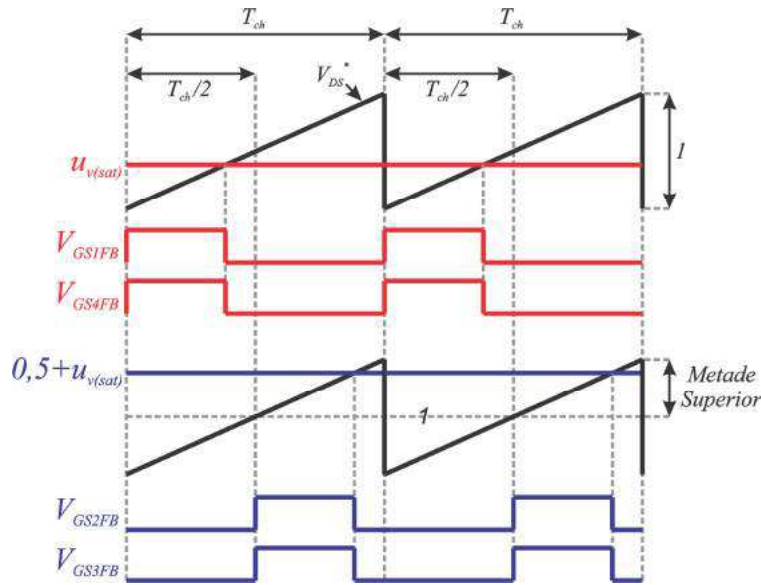 T_ch T_ch
T_ch/2 V_DS* T_ch/2
u_v(sat) 1
V_GS1FB
V_GS4FB
0,5+u_v(sat)
Metade
Superior
1
V_GS2FB
V_GS3FB